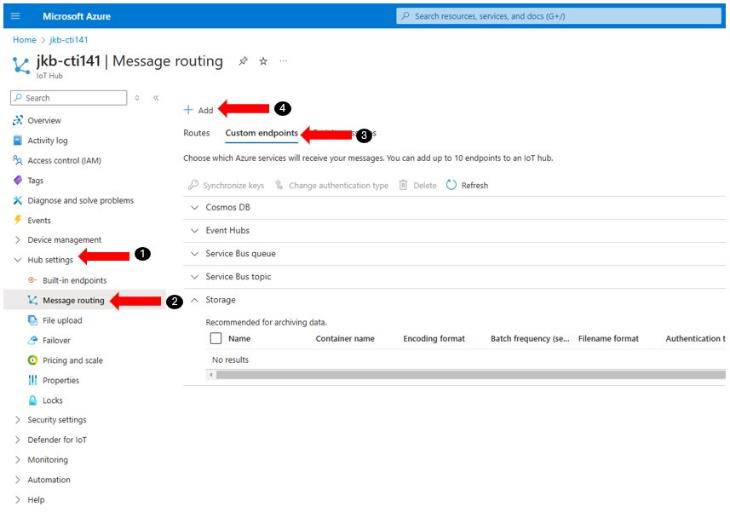 Microsoft Azure
Search resources, services, and docs (G+/)
Home > jkb-cti141
jkb-cti141 | Message routing
IoT Hub
Search
Add
4
Routes
Custom endpoints
3
Choose which Azure services will receive your messages. You can add up to 10 endpoints to an IoT hub.
Synchronize keys
Change authentication type
Delete
Refresh
Overview
Activity log
Access control (IAM)
Tags
Diagnose and solve problems
Events
Device management
Hub settings
1
Built-in endpoints
Message routing
2
File upload
Failover
Pricing and scale
Properties
Locks
Security settings
Defender for IoT
Monitoring
Automation
Help
Cosmos DB
Event Hubs
Service Bus queue
Service Bus topic
Storage
Recommended for archiving data.
Name
Container name
Encoding format
Batch frequency (se...
Filename format
Authentication t
No results